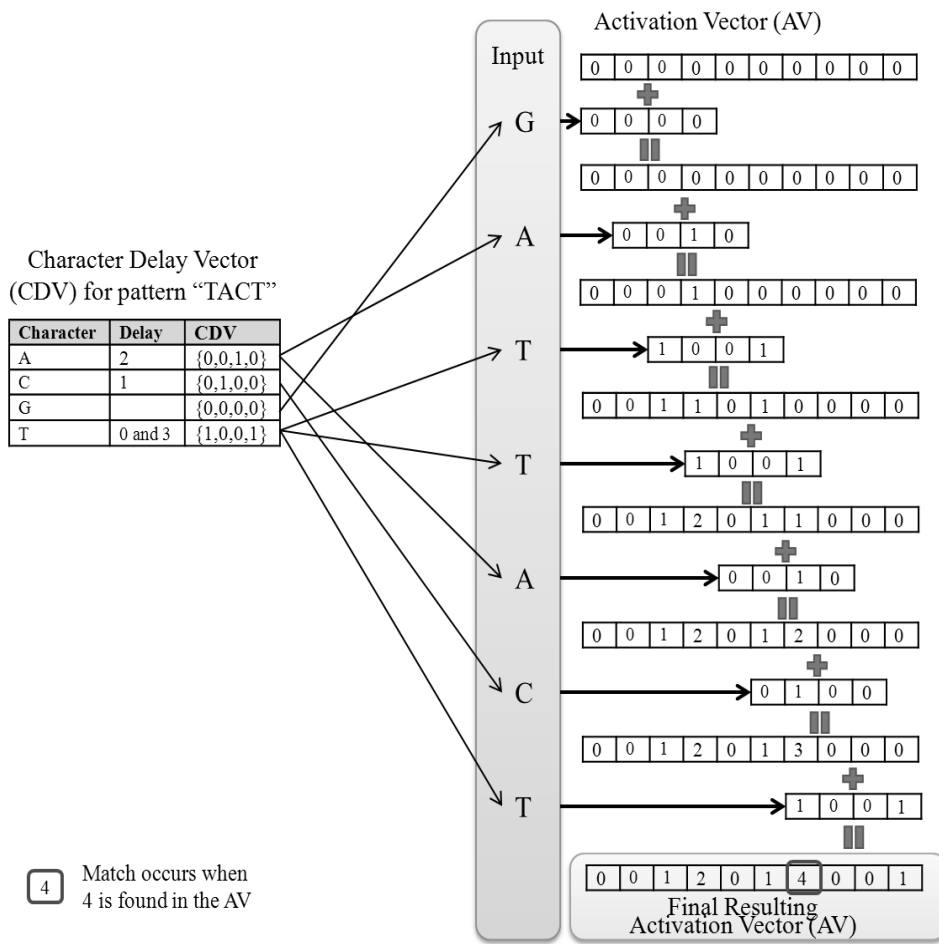 Activation Vector (AV)
Input
0 0 0 0 0 0 0 0 0 0
G
0 0 0 0
0 0 0 0 0 0 0 0 0 0
A
0 0 1 0
0 0 0 1 0 0 0 0 0 0
T
1 0 0 1
0 0 1 1 0 1 0 0 0 0
T
1 0 0 1
0 0 1 2 0 1 1 0 0 0
A
0 0 1 0
0 0 1 2 0 1 2 0 0 0
C
0 1 0 0
0 0 1 2 0 1 3 0 0 0
T
1 0 0 1
0 0 1 2 0 1 4 0 0 1
Final Resulting
Activation Vector (AV)
Character Delay Vector
(CDV) for pattern “TACT”
Character Delay CDV
A 2 {0,0,1,0}
C 1 {0,1,0,0}
G {0,0,0,0}
T 0 and 3 {1,0,0,1}
4
Match occurs when
4 is found in the AV